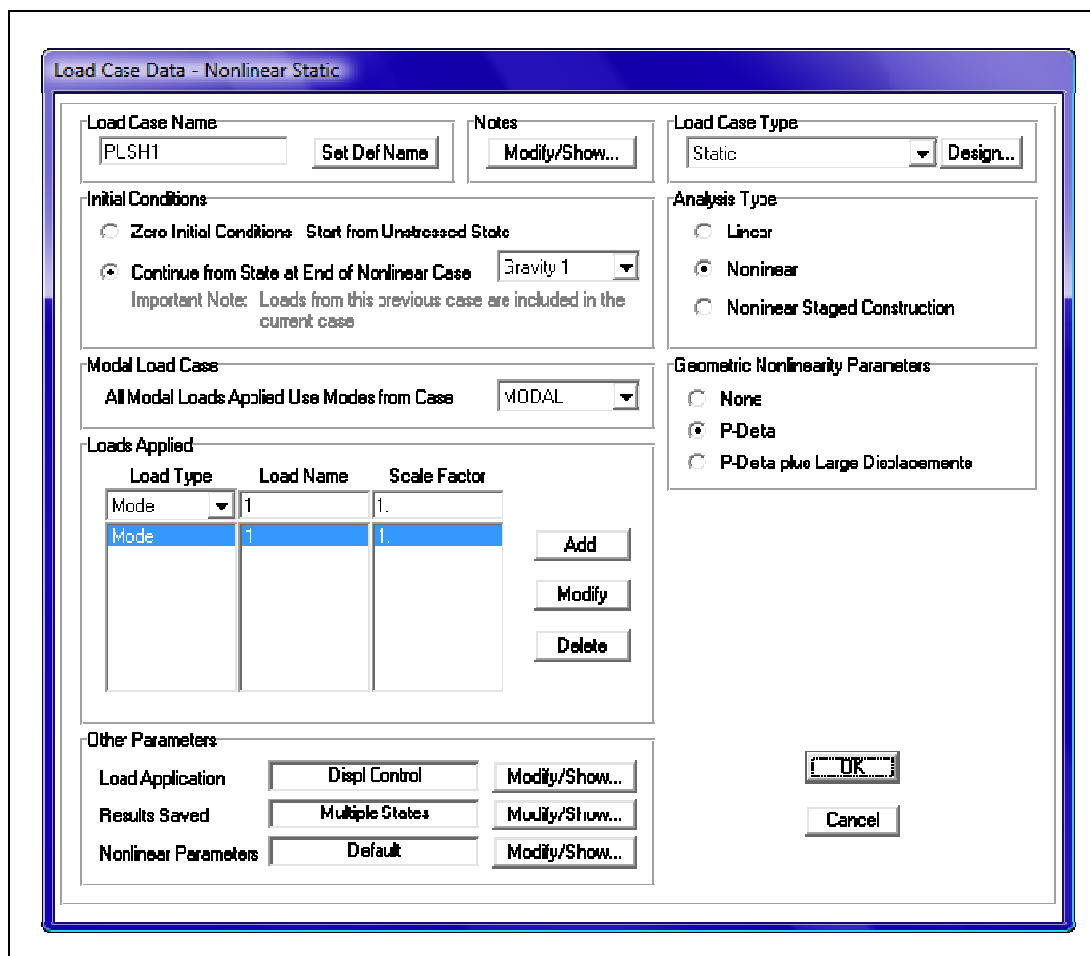 Load Case Data - Nonlinear Static
Load Case Name
PLSH1
Set Def Name
Notes
Modify/Show...
Load Case Type
Static
Design...
Initial Conditions
Zero Initial Conditions - Start from Unstressed State
Continue from State at End of Nonlinear Case
Gravity 1
Important Note: Loads from this previous case are included in the
current case
Analysis Type
Linear
Nonlinear
Nonlinear Staged Construction
Modal Load Case
All Modal Loads Applied Use Modes from Case
MODAL
Geometric Nonlinearity Parameters
None
P-Delta
P-Delta plus Large Displacements
Loads Applied
Load Type Load Name Scale Factor
Mode 1 1.
Mode 1 1.
Add
Modify
Delete
Other Parameters
Load Application Displ Control Modify/Show...
Results Saved Multiple States Modify/Show...
Nonlinear Parameters Default Modify/Show...
OK
Cancel